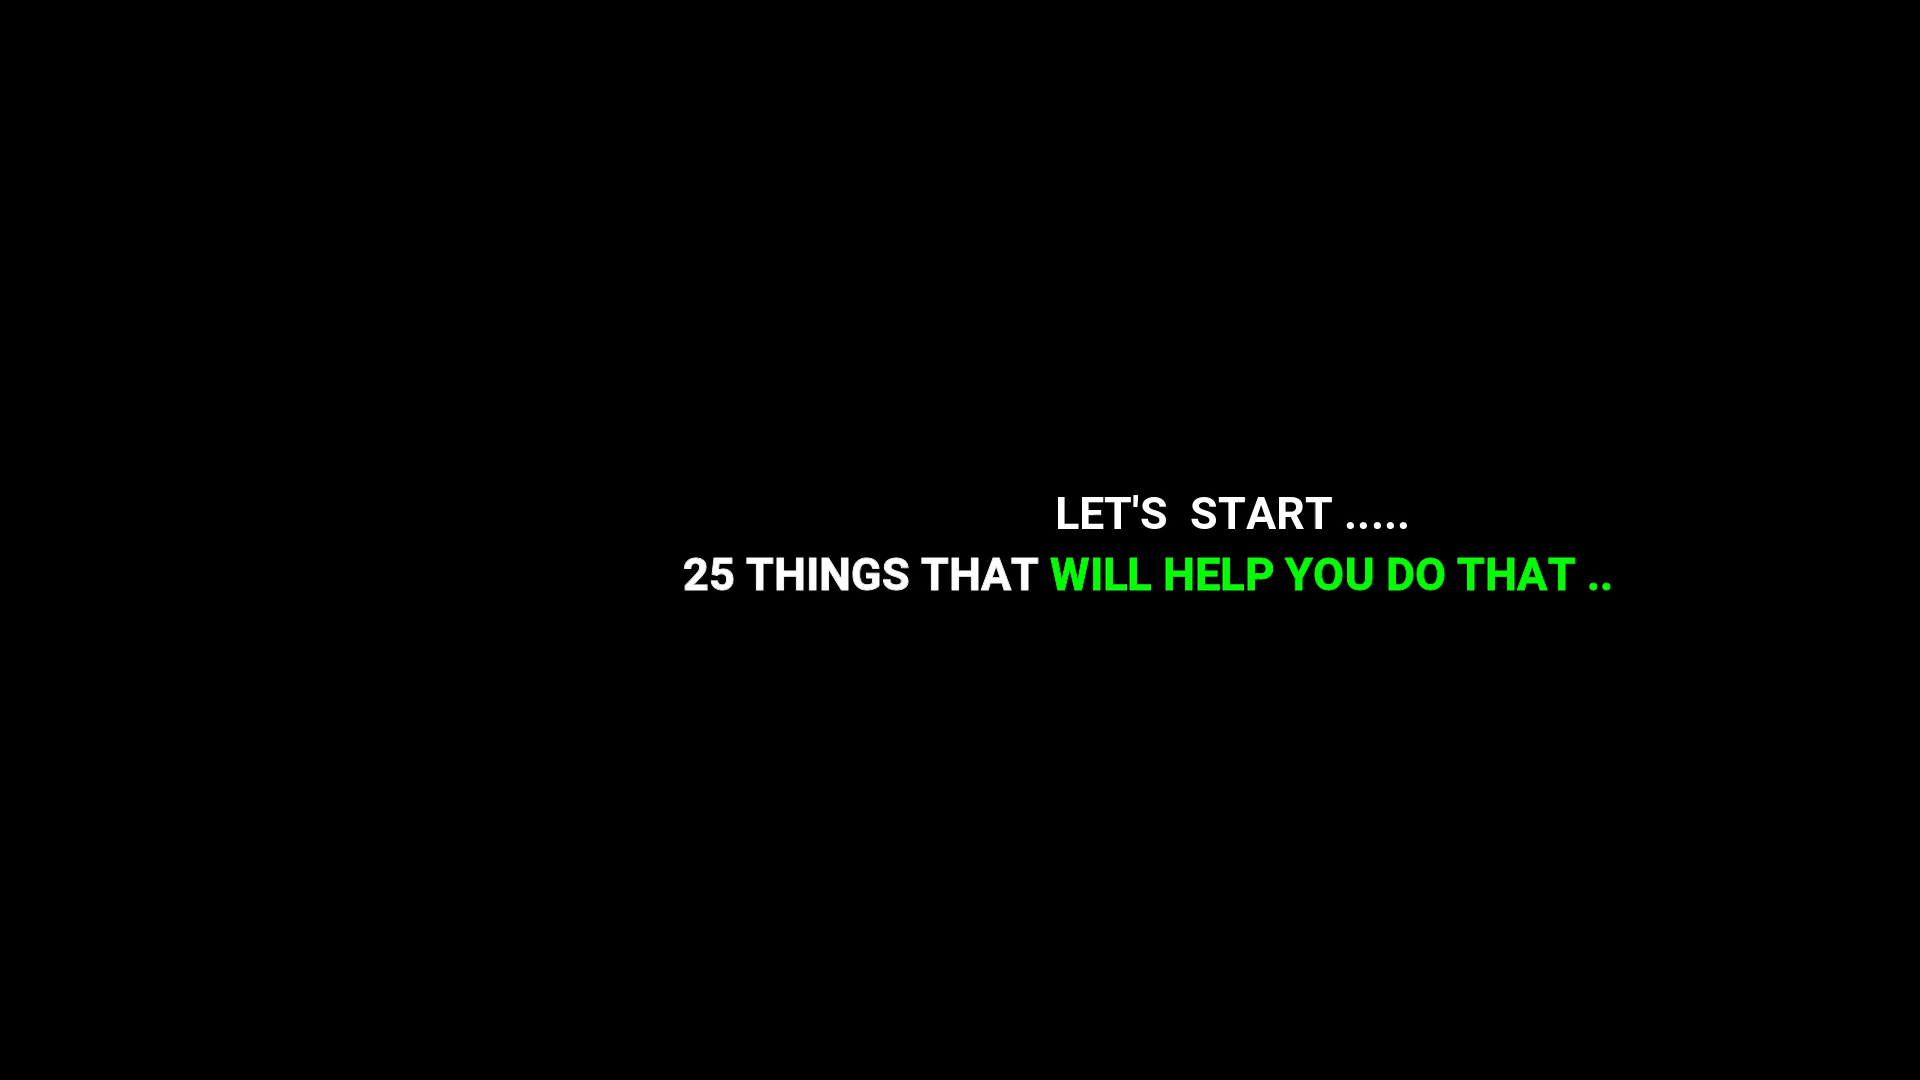 LET'S  START .....
25 THINGS THAT WILL HELP YOU DO THAT ..